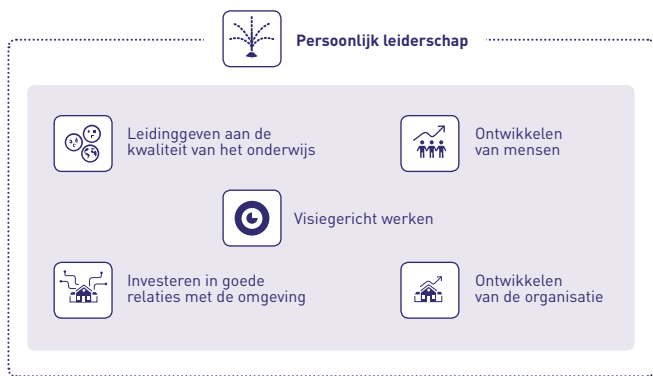 Persoonlijk leiderschap
Leidinggeven aan de
kwaliteit van het onderwijs
Ontwikkelen
van mensen
Visiegericht werken
Investeren in goede
relaties met de omgeving
Ontwikkelen
van de organisatie